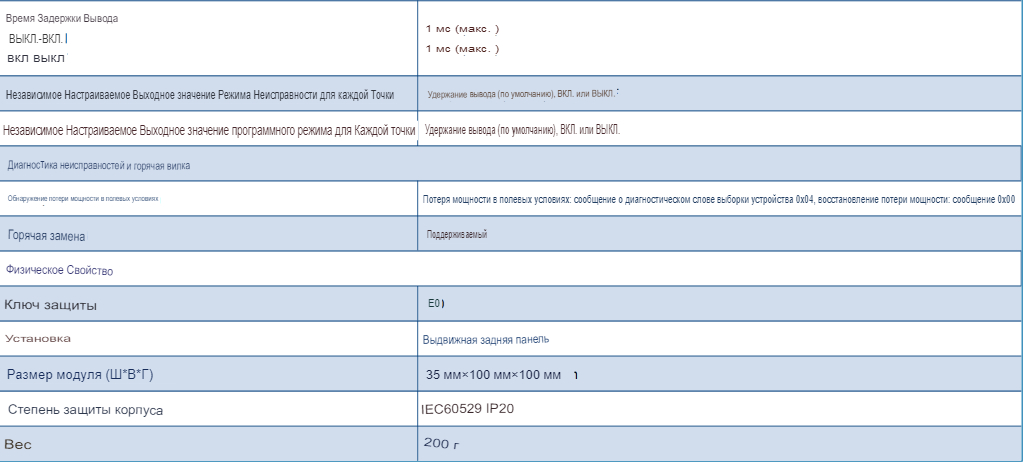 Время Задержки Вывода
ВЫКЛ.-ВКЛ.
ВКЛ ВЫКЛ
1 мс (макс. )
1 мс (макс. )
Независимое Настраиваемое Выходное значение Режима Неисправности для каждой Точки
Удержание вывода (по умолчанию), ВКЛ. или ВЫКЛ.
Независимое Настраиваемое Выходное значение программного режима для Каждой точки
Удержание вывода (по умолчанию), ВКЛ. или ВЫКЛ.
Диагностика неисправностей и горячая вилка
Обнаружение потери мощности в полевых условиях
Потеря мощности в полевых условиях: сообщение о диагностическом слове выборки устройства 0x04, восстановление потери мощности: сообщение 0x00
Горячая замена
Поддерживаемый
Физическое Свойство
Ключ защиты
E0)
Установка
Выдвижная задняя панель
Размер модуля (Ш*В*Г)
35 мм×100 мм×100 мм
Степень защиты корпуса
IEC60529 IP20
Вес
200 г